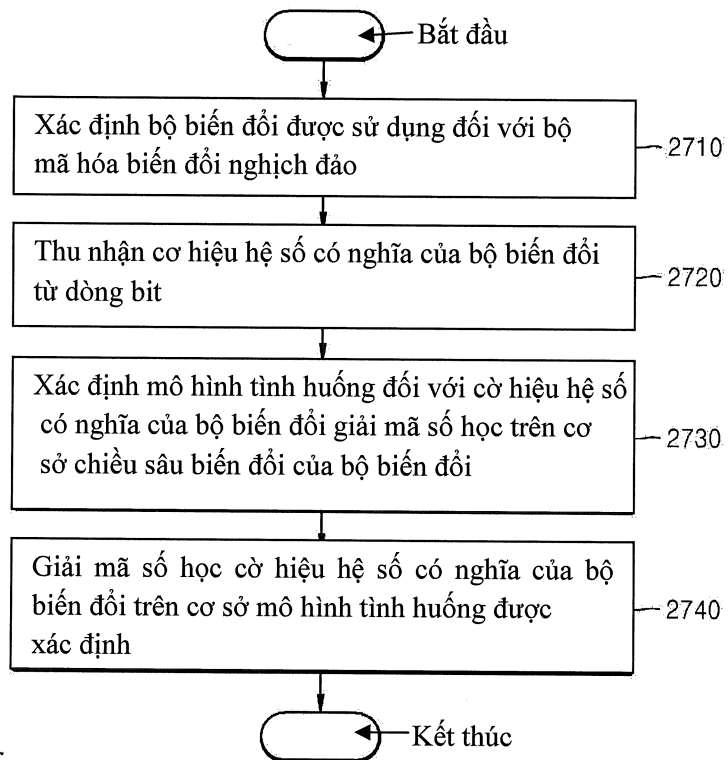 Bắt đầu
Xác định bộ biến đổi được sử dụng đối với bộ
mã hóa biến đổi nghịch đảo
2710
Thu nhận cơ hiệu hệ số có nghĩa của bộ biến đổi
từ dòng bit
2720
Xác định mô hình tình huống đối với cờ hiệu hệ số
có nghĩa của bộ biến đổi giải mã số học trên cơ
sở chiều sâu biến đổi của bộ biến đổi
2730
Giải mã số học cờ hiệu hệ số có nghĩa của bộ
biến đổi trên cơ sở mô hình tình huống được
xác định
2740
Kết thúc